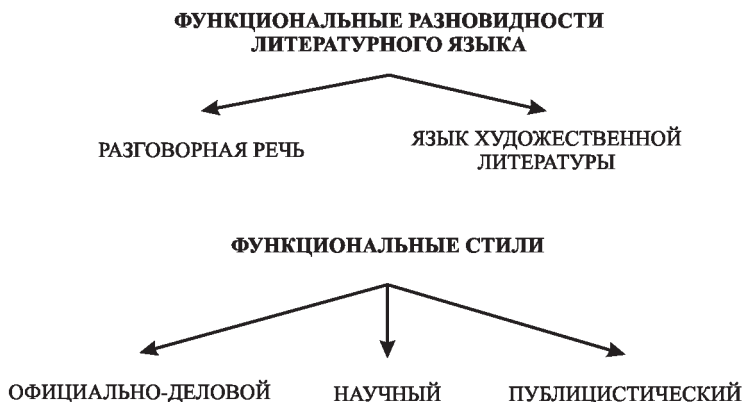 ФУНКЦИОНАЛЬНЫЕ РАЗНОВИДНОСТИ
ЛИТЕРАТУРНОГО ЯЗЫКА
РАЗГОВОРНАЯ РЕЧЬ
ЯЗЫК ХУДОЖЕСТВЕННОЙ
ЛИТЕРАТУРЫ
ФУНКЦИОНАЛЬНЫЕ СТИЛИ
ОФИЦИАЛЬНО-ДЕЛОВОЙ
НАУЧНЫЙ
ПУБЛИЦИСТИЧЕСКИЙ